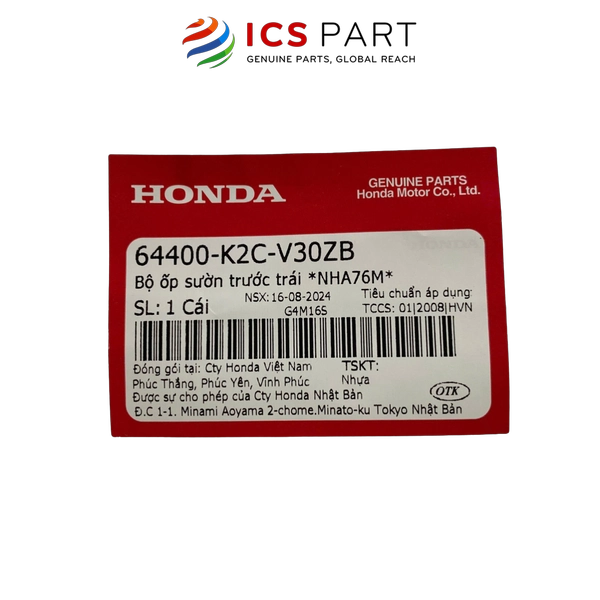 ICS PART
GENUINE PARTS, GLOBAL REACH
HONDA
GENUINE PARTS
Honda Motor Co., Ltd.
64400-K2C-V30ZB
Bộ ốp sườn trước trái *NHA76M*
SL: 1 Cái
NSX:16-08-2024
G4M16S
Tiêu chuẩn áp dụng:
TCCS: 01|2008|HVN
Đóng gói tại: Cty Honda Việt Nam
Phúc Thắng, Phúc Yên, Vĩnh Phúc
TSKT:
Nhựa
Được sự cho phép của Cty Honda Nhật Bản
Đ.C 1-1. Minami Aoyama 2-chome.Minato-ku Tokyo Nhật Bản
OTK